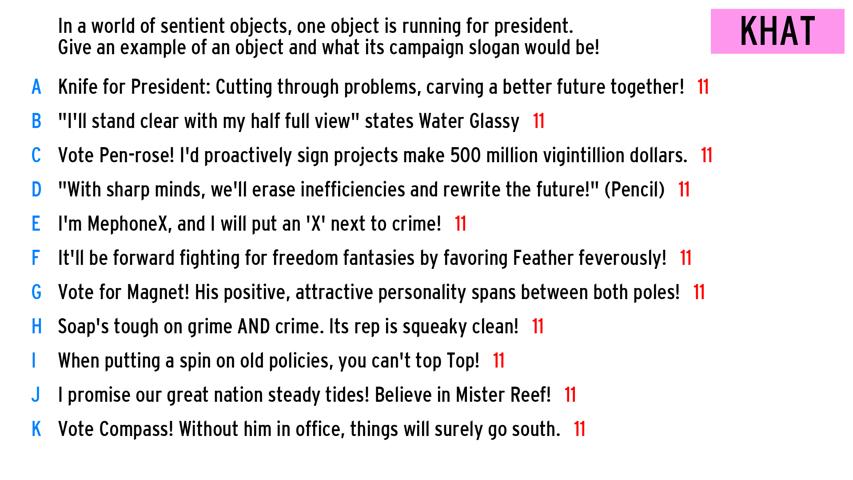 In a world of sentient objects, one object is running for president.
Give an example of an object and what its campaign slogan would be!
KHAT
A Knife for President: Cutting through problems, carving a better future together! 11
B "I'll stand clear with my half full view" states Water Glassy 11
C Vote Pen-rose! I'd proactively sign projects make 500 million vigintillion dollars. 11
D "With sharp minds, we'll erase inefficiencies and rewrite the future!" (Pencil) 11
E I'm MephoneX, and I will put an 'X' next to crime! 11
F It'll be forward fighting for freedom fantasies by favoring Feather feverously! 11
G Vote for Magnet! His positive, attractive personality spans between both poles! 11
H Soap's tough on grime AND crime. Its rep is squeaky clean! 11
I When putting a spin on old policies, you can't top Top! 11
J I promise our great nation steady tides! Believe in Mister Reef! 11
K Vote Compass! Without him in office, things will surely go south. 11